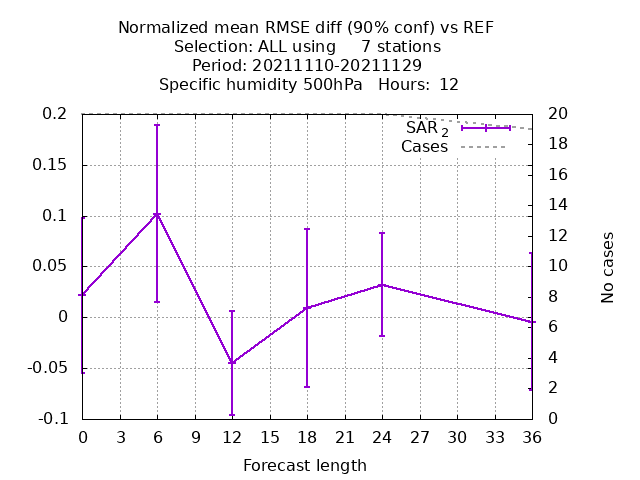 Normalized mean RMSE diff (90% conf) vs REF
Selection: ALL using     7 stations
Period: 20211110-20211129
Specific humidity 500hPa   Hours:  12
SAR 2
Cases
0.2
0.15
0.1
0.05
0
-0.05
-0.1
20
18
16
14
12
10
8
6
4
2
0
No cases
0 3 6 9 12 15 18 21 24 27 30 33 36
Forecast length